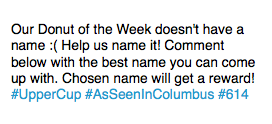 Our Donut of the Week doesn't have a
name :( Help us name it! Comment
below with the best name you can come
up with. Chosen name will get a reward!
#UpperCup #AsSeenInColumbus #614